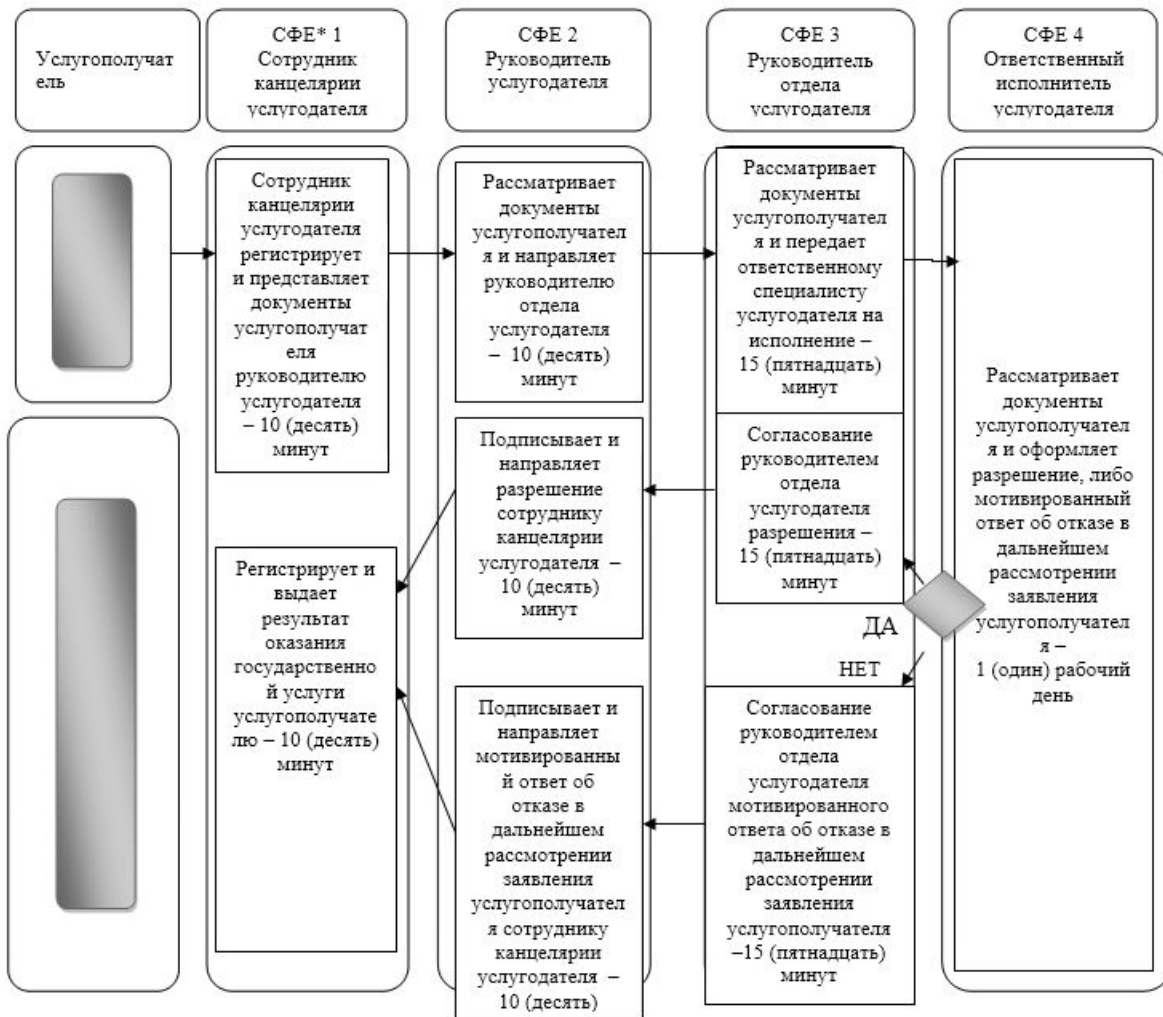 Услугополучат
ель
СФЕ* 1
Сотрудник
канцелярии
услугодателя
СФЕ 2
Руководитель
услугодателя
СФЕ 3
Руководитель
отдела
услугодателя
СФЕ 4
Ответственный
исполнитель
услугодателя
Сотрудник
канцелярии
услугодателя
регистрирует
и представляет
документы
услугополучат
еля
руководителю
услугодателя
– 10 (десять)
минут
Рассматривает
документы
услугополучател
я и направляет
руководителю
отдела
услугодателя
– 10 (десять)
минут
Рассматривает
документы
услугополучател
я и передает
ответственному
специалисту
услугодателя на
исполнение –
15 (пятнадцать)
минут
Рассматривает
документы
услугополучател
я и оформляет
разрешение, либо
мотивированный
ответ об отказе в
дальнейшем
рассмотрении
заявления
услугополучател
я –
1 (один) рабочий
день
Согласование
руководителем
отдела
услугодателя
разрешения –
15 (пятнадцать)
минут
Подписывает и
направляет
разрешение
сотруднику
канцелярии
услугодателя –
10 (десять)
минут
ДА
НЕТ
Регистрирует и
выдает
результат
оказания
государственно
й услуги
услугополучате
лю – 10 (десять)
минут
Подписывает и
направляет
мотивированны
й ответ об
отказе в
дальнейшем
рассмотрении
заявления
услугополучател
я сотруднику
канцелярии
услугодателя –
10 (десять)
Согласование
руководителем
отдела
услугодателя
мотивированного
ответа об отказе в
дальнейшем
рассмотрении
заявления
услугополучателя
–15 (пятнадцать)
минут